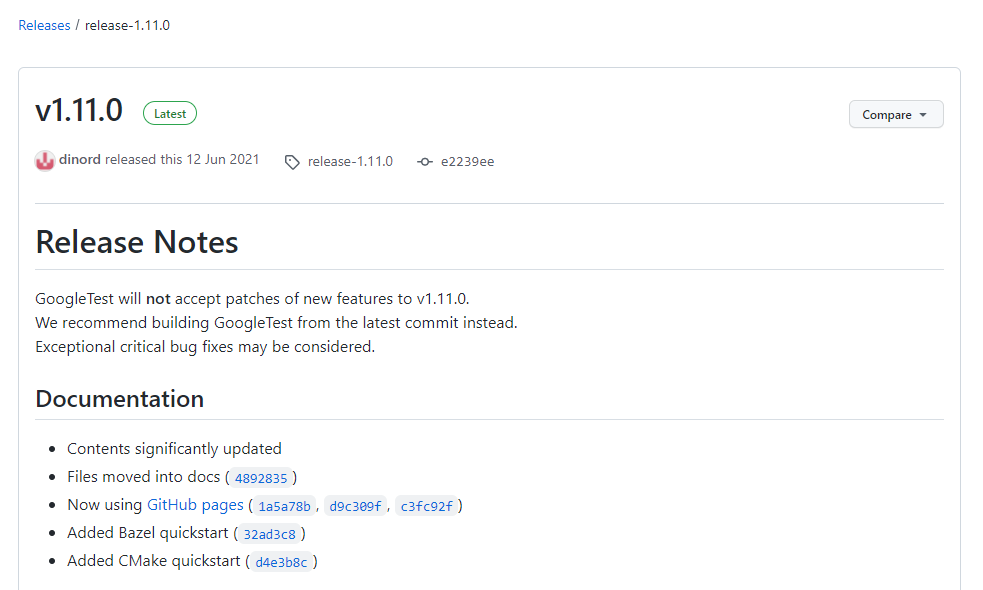 Releases / release-1.11.0
v1.11.0 Latest Compare
dinord released this 12 Jun 2021 release-1.11.0 e2239ee
Release Notes
GoogleTest will not accept patches of new features to v1.11.0.
We recommend building GoogleTest from the latest commit instead.
Exceptional critical bug fixes may be considered.
Documentation
• Contents significantly updated
• Files moved into docs ( 4892835 )
• Now using GitHub pages ( 1a5a78b , d9c309f , c3fc92f )
• Added Bazel quickstart ( 32ad3c8 )
• Added CMake quickstart ( d4e3b8c )